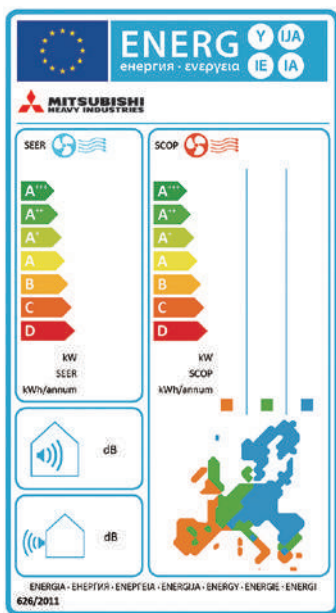 ENERG
Y IJA
IE IA
енергия · ενεργεια
MITSUBISHI
HEAVY INDUSTRIES
SEER
SCOP
A+++
A++
A+
A
B
C
D
A+++
A++
A+
A
B
C
D
kW
SEER
kWh/annum
kW
SCOP
kWh/annum
dB
dB
ENERGIA · ЕНЕРГИЯ · ΕΝΕΡΓΕΙΑ · ENERGIJA · ENERGY · ENERGIE · ENERGI
626/2011